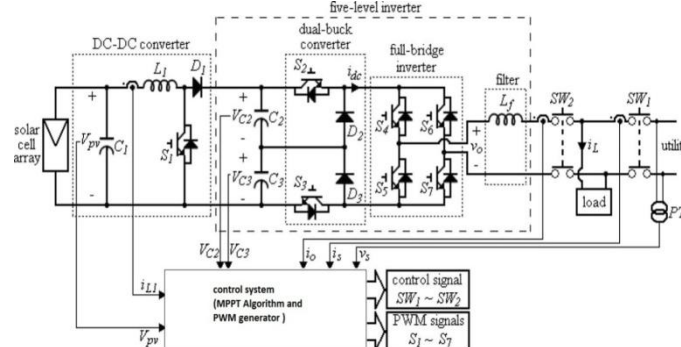 five-level inverter
dual-buck
converter
DC-DC converter
full-bridge
inverter
filter
L1
D1
S2
idc
Lf
SW2
SW1
solar
cell
array
Vpv
C1
S1
VC2
C2
D2
S4
S6
vo
iL
utili
VC3
C3
S3
D3
S5
S7
load
PT
VC2
VC3
io
is
vs
iL1
Vpv
control system
(MPPT Algorithm and
PWM generator )
control signal
SW1 ~ SW2
PWM signals
S1 ~ S7